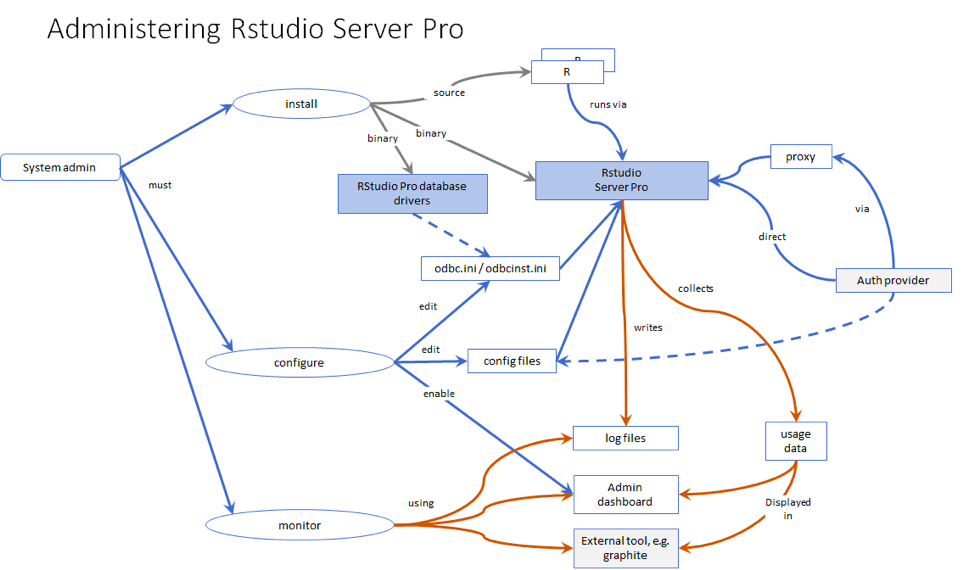 Administering Rstudio Server Pro
R
source
install
runs via
binary
binary
System admin
must
proxy
Rstudio
Server Pro
RStudio Pro database
drivers
via
direct
odbc.ini / odbcinst.ini
Auth provider
collects
edit
writes
edit
config files
configure
enable
log files
usage
data
Admin
dashboard
using
Displayed
in
monitor
External tool, e.g.
graphite